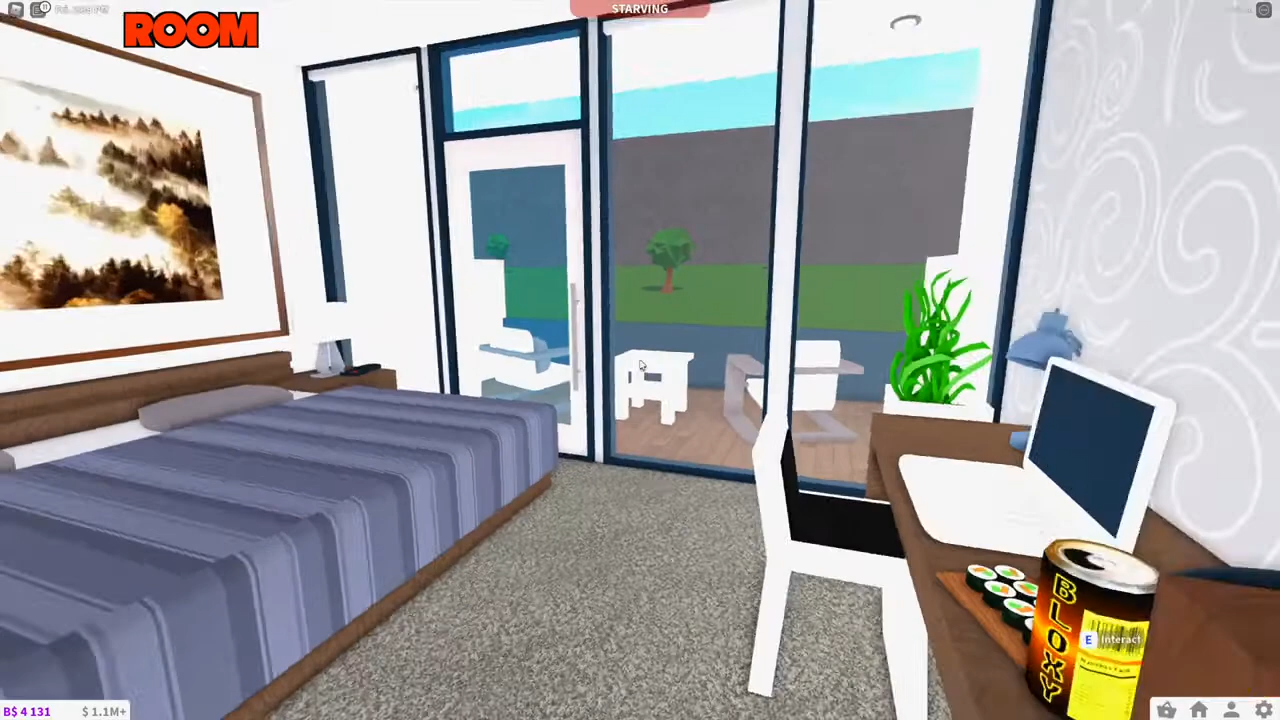 STARVING
ROOM
BLOXY
E Interact
B$ 4 131
$ 1.1M+